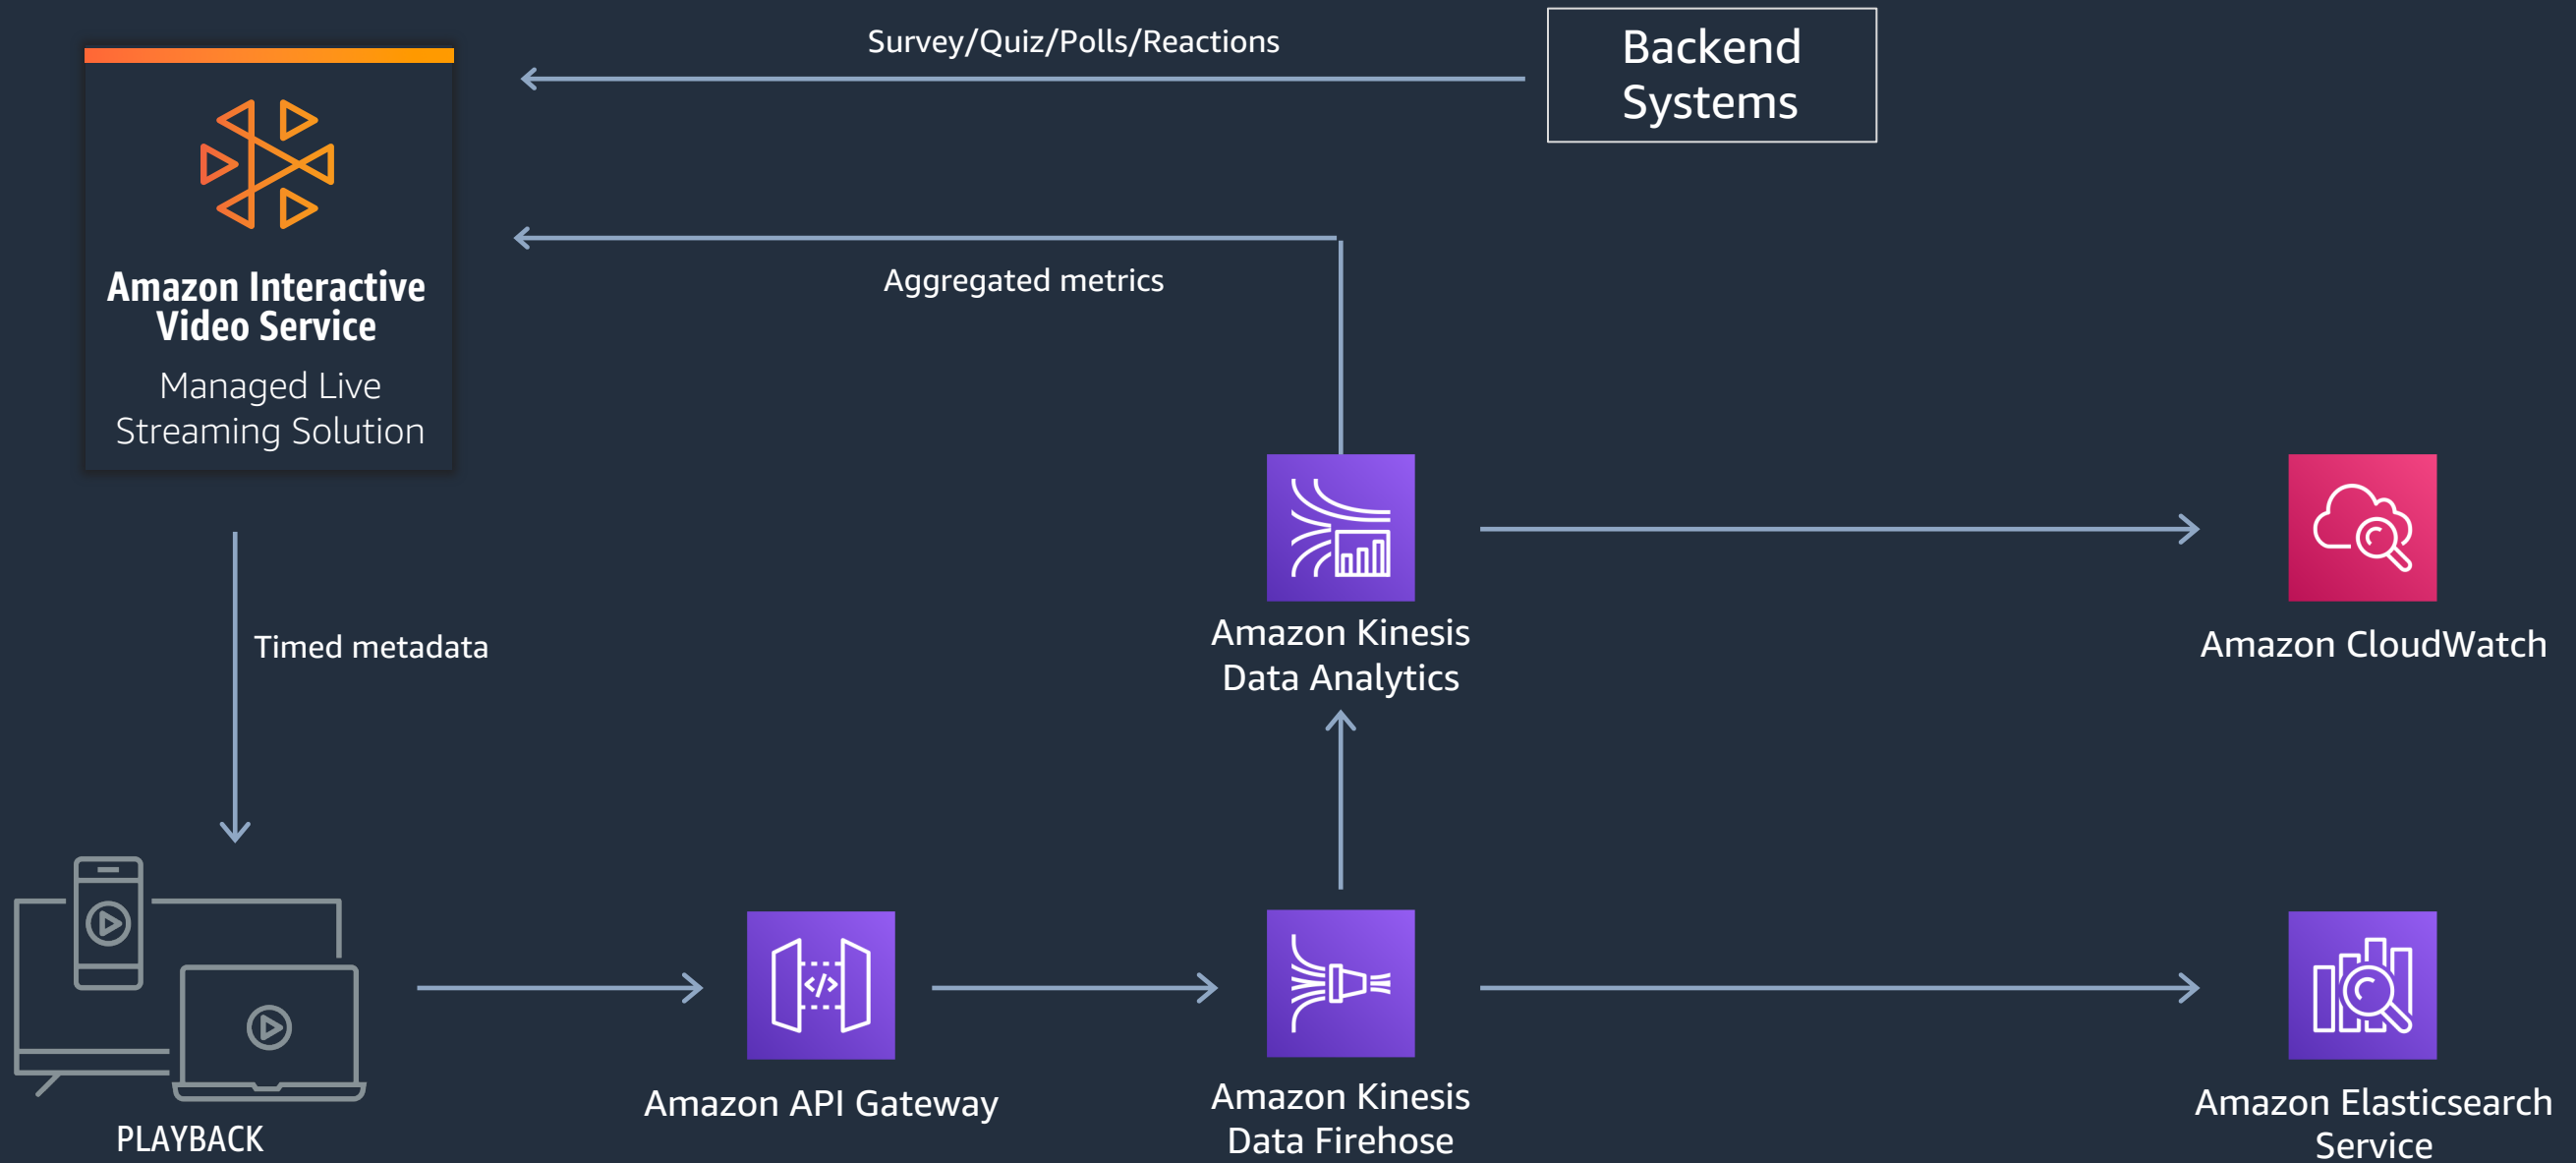 Survey/Quiz/Polls/Reactions
Backend
Systems
Amazon Interactive
Video Service
Managed Live
Streaming Solution
Aggregated metrics
Timed metadata
Amazon Kinesis
Data Analytics
Amazon CloudWatch
PLAYBACK
</>
Amazon API Gateway
Amazon Kinesis
Data Firehose
Amazon Elasticsearch
Service